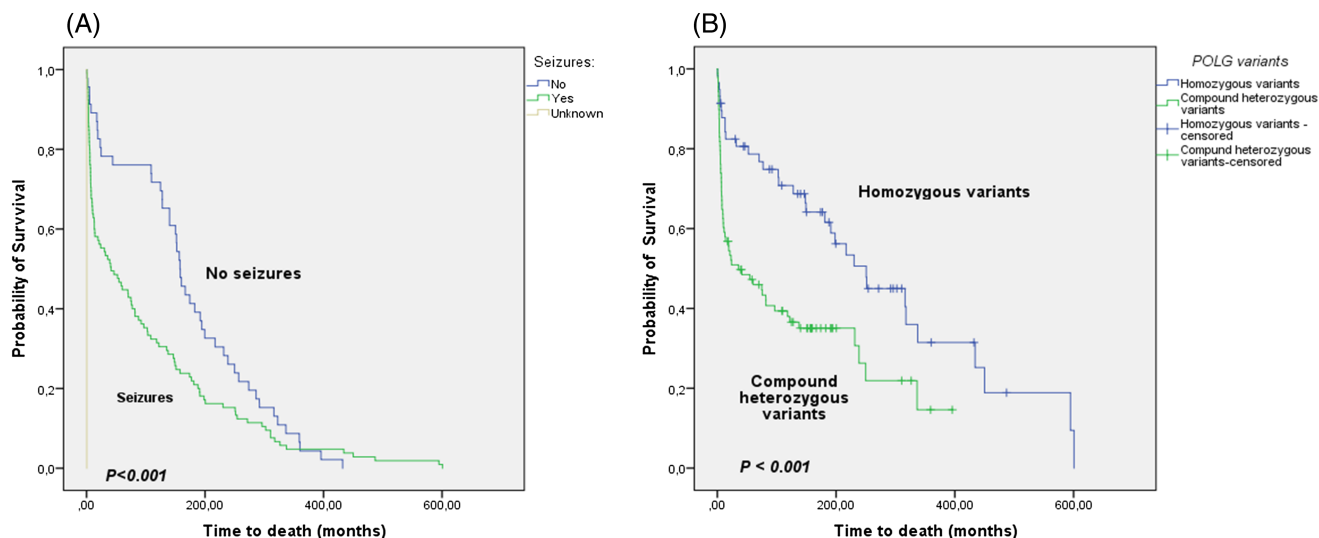 (A)
Probability of Survvival
1,0
0,8
0,6
0,4
0,2
0,0
No seizures
Seizures
P<0.001
,00
200,00
400,00
600,00
Time to death (months)
Seizures:
No
Yes
Unknown
(B)
Probability of Survival
1,0
0,8
0,6
0,4
0,2
0,0
Homozygous variants
Compound
heterozygous
variants
P < 0.001
,00
200,00
400,00
600,00
Time to death (months)
POLG variants
Homozygous variants
Compound heterozygous
variants
Homozygous variants -
censored
Compund heterozygous
variants-censored